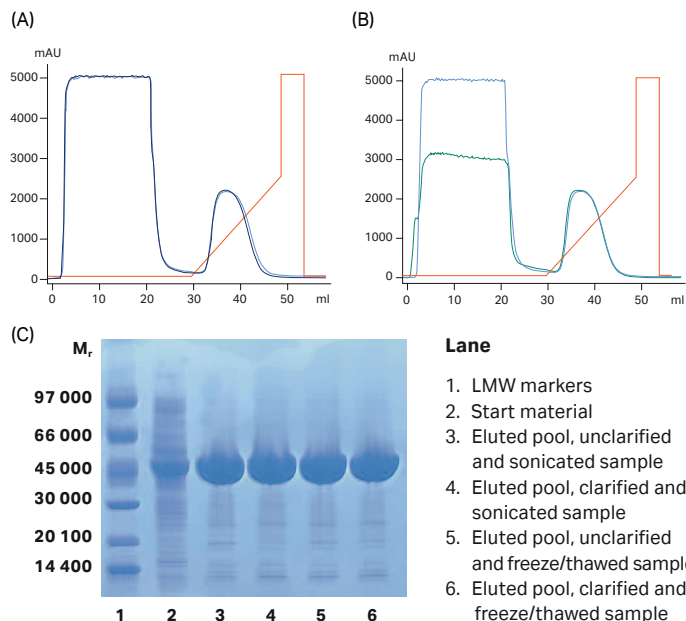 (A)
mAU
5000
4000
3000
2000
1000
0
0 10 20 30 40 50 ml
(B)
mAU
5000
4000
3000
2000
1000
0
0 10 20 30 40 50 ml
(C)
Mr
97 000
66 000
45 000
30 000
20 100
14 400
1 2 3 4 5 6
Lane
1. LMW markers
2. Start material
3. Eluted pool, unclarified
and sonicated sample
4. Eluted pool, clarified and
sonicated sample
5. Eluted pool, unclarified
and freeze/thawed sample
6. Eluted pool, clarified and
freeze/thawed sample